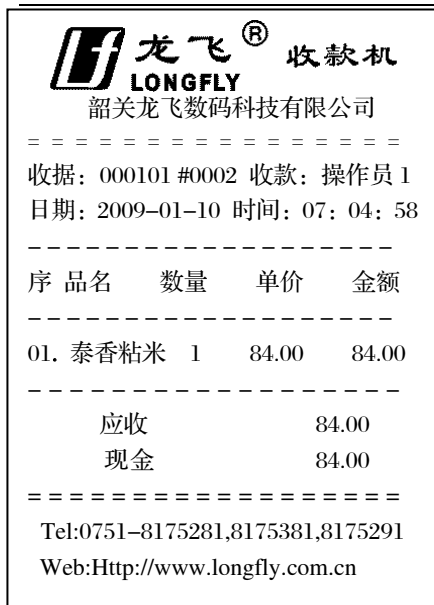 Lf 龙飞® 收款机
LONGFLY
韶关龙飞数码科技有限公司
= = = = = = = = = = = = = = = =
收据：000101 #0002 收款：操作员 1
日期：2009-01-10 时间：07：04：58
- - - - - - - - - - - - - - - - - - -
序 品名 数量 单价 金额
- - - - - - - - - - - - - - - - - - -
01. 泰香粘米 1 84.00 84.00
- - - - - - - - - - - - - - - - - - -
应收 84.00
现金 84.00
= = = = = = = = = = = = = = = = = =
Tel:0751-8175281,8175381,8175291
Web:Http://www.longfly.com.cn